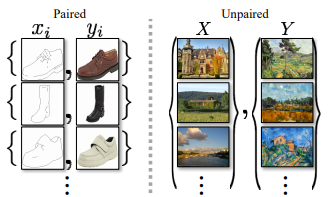 Paired
Unpaired
x_i y_i
X Y
{ , }
{ , }
{ , }
( , )
⋮ ⋮ ⋮